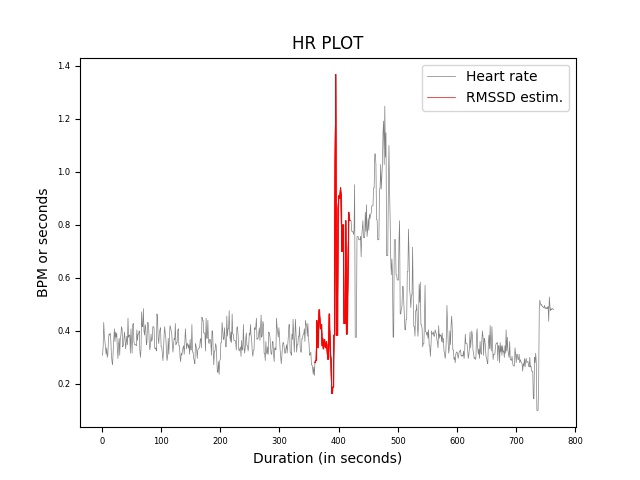 HR PLOT
Heart rate
RMSSD estim.
BPM or seconds
1.4
1.2
1.0
0.8
0.6
0.4
0.2
0 100 200 300 400 500 600 700 800
Duration (in seconds)